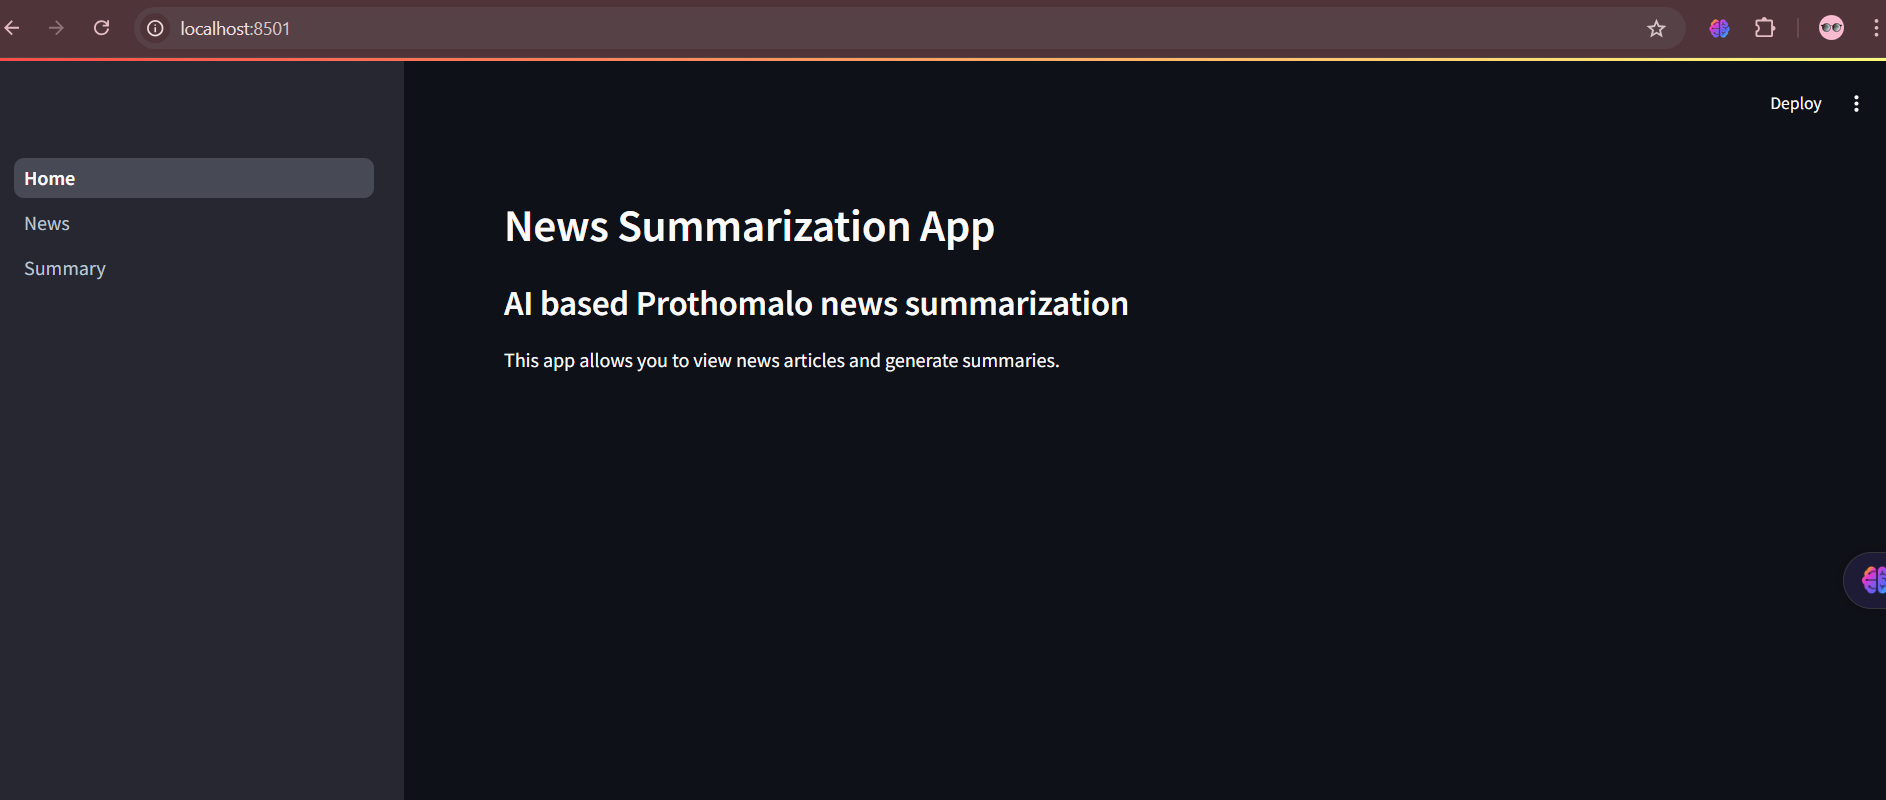 localhost:8501
Deploy
Home
News
Summary
News Summarization App
AI based Prothomalo news summarization
This app allows you to view news articles and generate summaries.